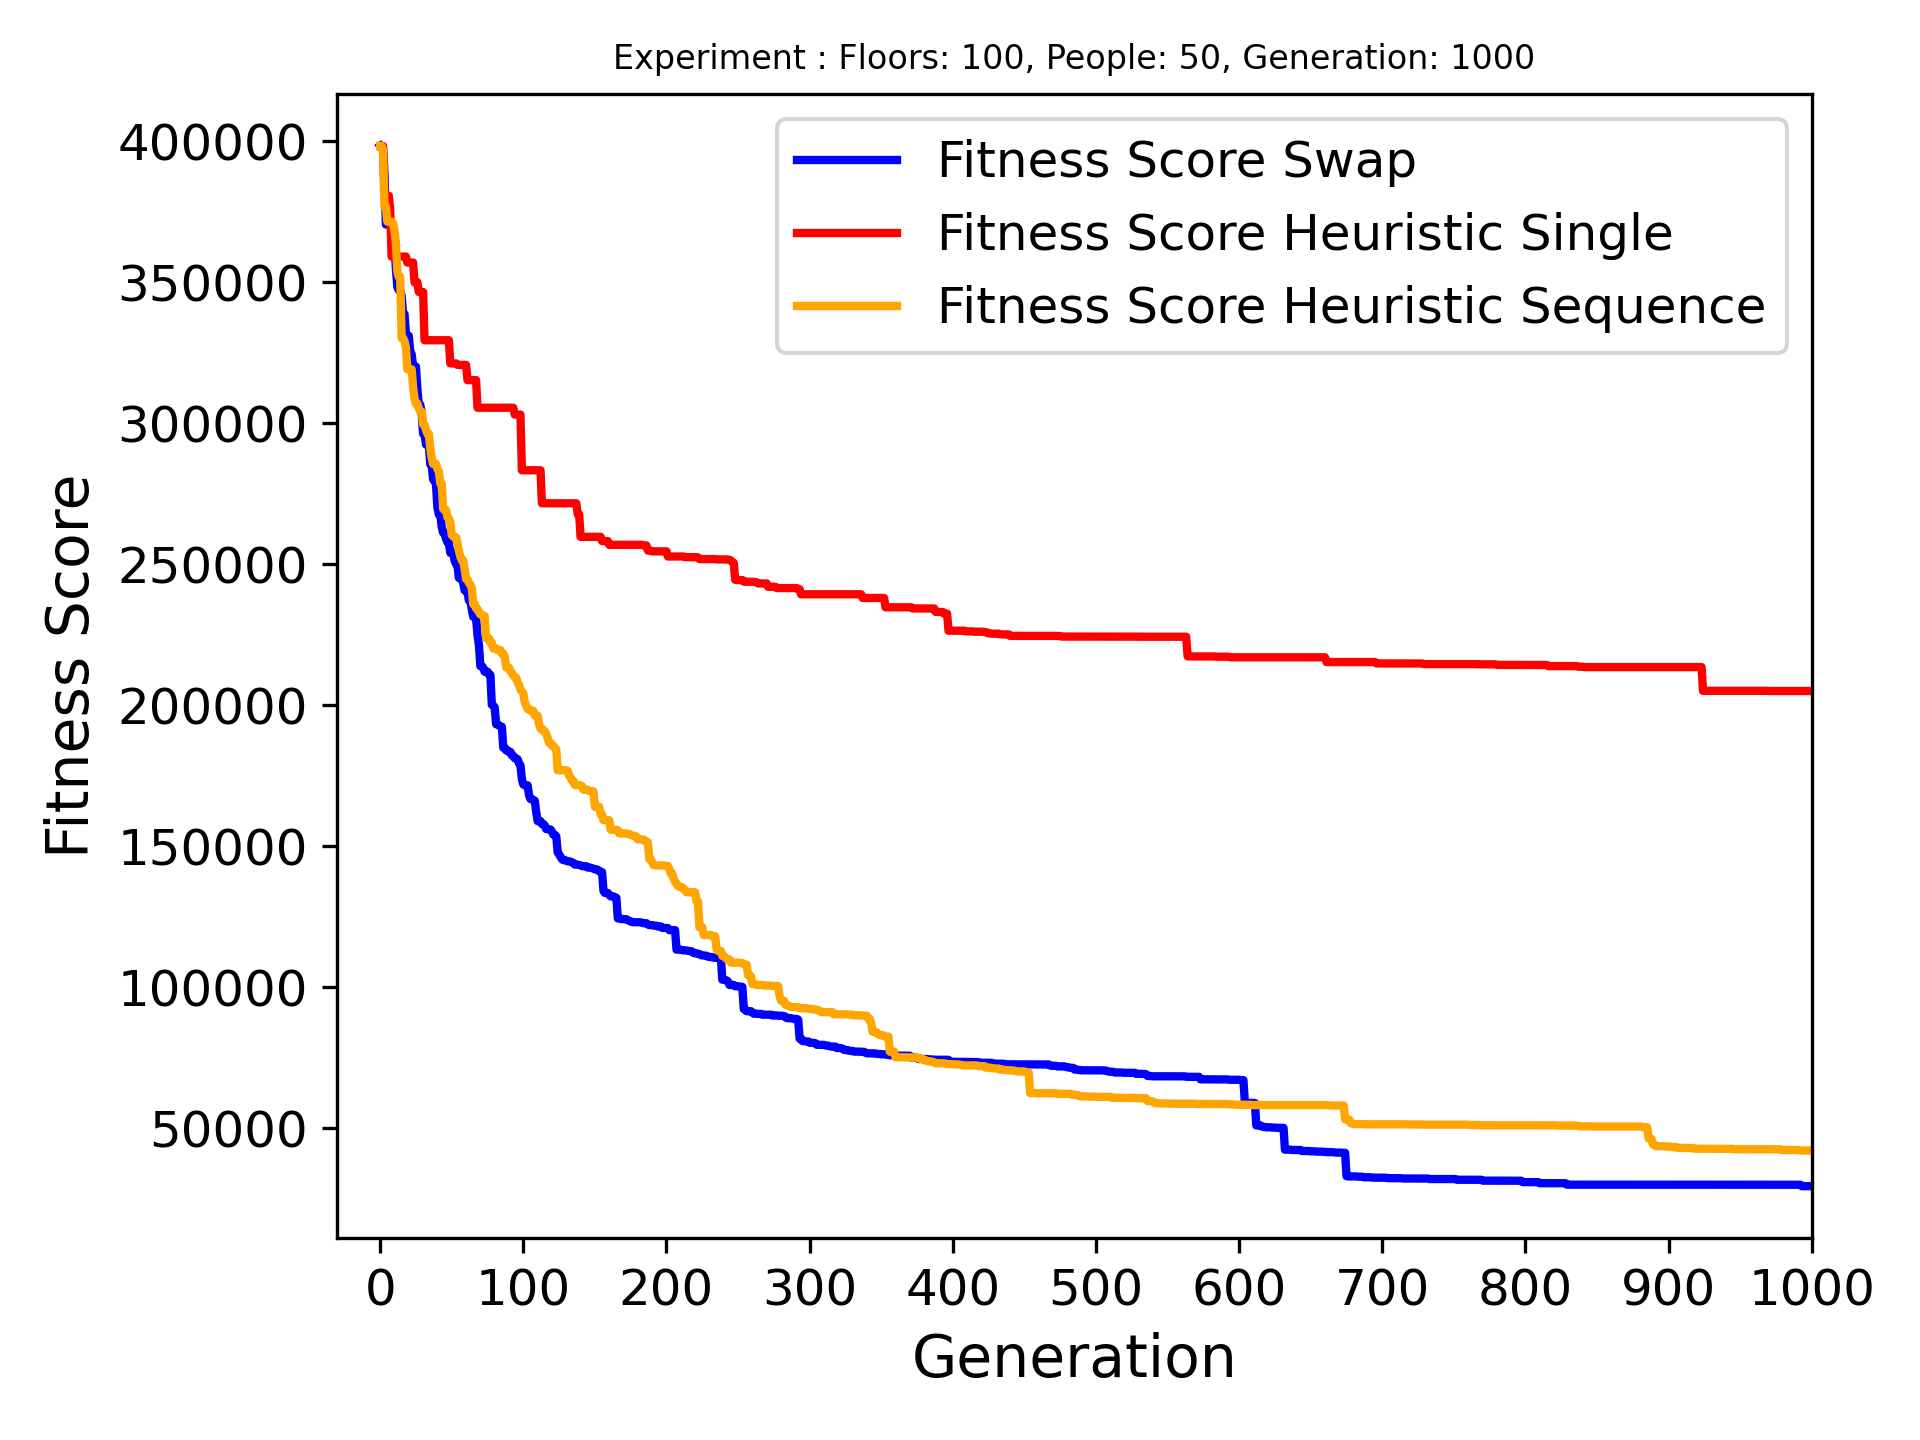 Experiment : Floors: 100, People: 50, Generation: 1000
Fitness Score Swap
Fitness Score Heuristic Single
Fitness Score Heuristic Sequence
Fitness Score
400000
350000
300000
250000
200000
150000
100000
50000
0 100 200 300 400 500 600 700 800 900 1000
Generation